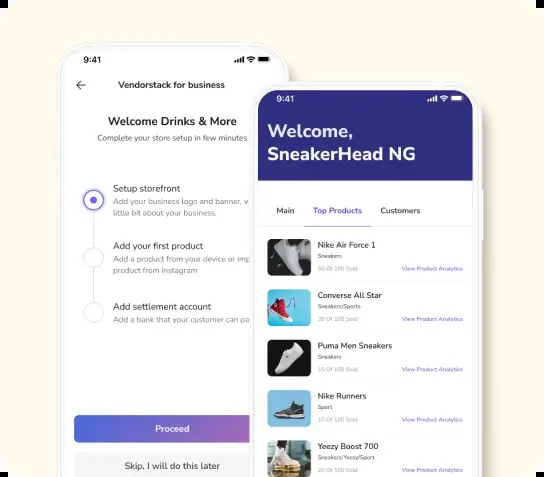 9:41
Vendorstack for business
Welcome Drinks & More
Complete your store setup in few minutes
Setup storefront
Add your business logo and banner, w
little bit about your business.
Add your first product
Add a product from your device or imp
product from instagram
Add settlement account
Add a bank that your customer can pa
Proceed
Skip, I will do this later
9:41
Welcome,
SneakerHead NG
Main Top Products Customers
Nike Air Force 1
Sneakers
50 Of 100 Sold View Product Analytics
Converse All Star
Sneakers/Sports
20 Of 100 Sold View Product Analytics
Puma Men Sneakers
Sneakers
10 Of 100 Sold View Product Analytics
Nike Runners
Sport
10 Of 100 Sold View Product Analytics
Yeezy Boost 700
Sneakers/Yeezy/Sport
20 Of 100 Sold View Product Analytics